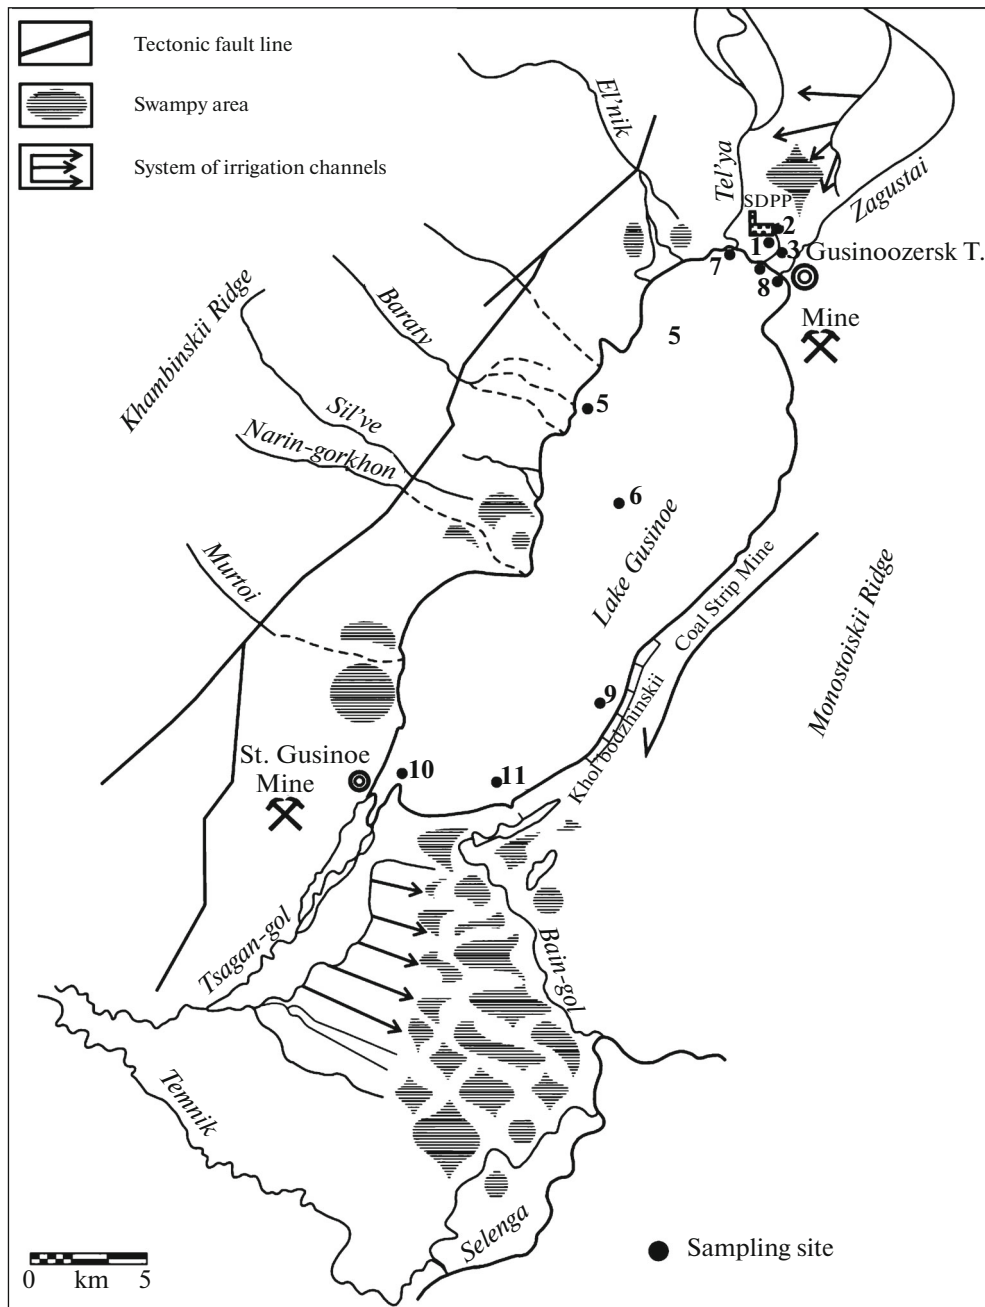 Tectonic fault line
Swampy area
System of irrigation channels
El'nik
Tel'ya
Zagustai
SDPP
2
1
3
Gusinoozersk T.
7
8
Mine
5
Khambinskii Ridge
Baraty
5
Sil've
Narin-gorkhon
6
Lake Gusinoe
Murtoi
Coal Strip Mine
Khol'bodzhinskii
Monostoiskii Ridge
9
St. Gusinoe
Mine
10
11
Tsagan-gol
Bain-gol
Temnik
Selenga
Sampling site
0 km 5